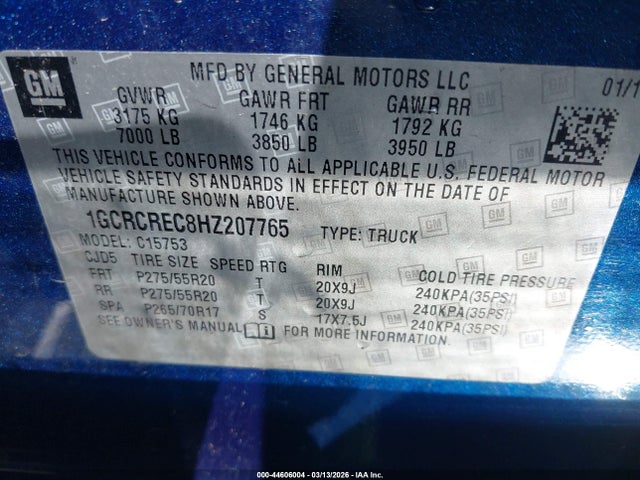 GM
MFD BY GENERAL MOTORS LLC
01/1
GVWR GAWR FRT GAWR RR
3175 KG 1746 KG 1792 KG
7000 LB 3850 LB 3950 LB
THIS VEHICLE CONFORMS TO ALL APPLICABLE U.S. FEDERAL MOTOR
VEHICLE SAFETY STANDARDS IN EFFECT ON THE DATE OF
MANUFACTURE SHOWN ABOVE.
1GCRCREC8HZ207765 TYPE: TRUCK
MODEL: C15753
CJD5 TIRE SIZE SPEED RTG RIM COLD TIRE PRESSURE
FRT P275/55R20 T 20X9J 240KPA(35PSI)
RR P275/55R20 T 20X9J 240KPA(35PSI)
SPA P265/70R17 S 17X7.5J 240KPA(35PSI)
SEE OWNER'S MANUAL FOR MORE INFORMATION.
000-44606004 | 03/13/2026 | IAA Inc.